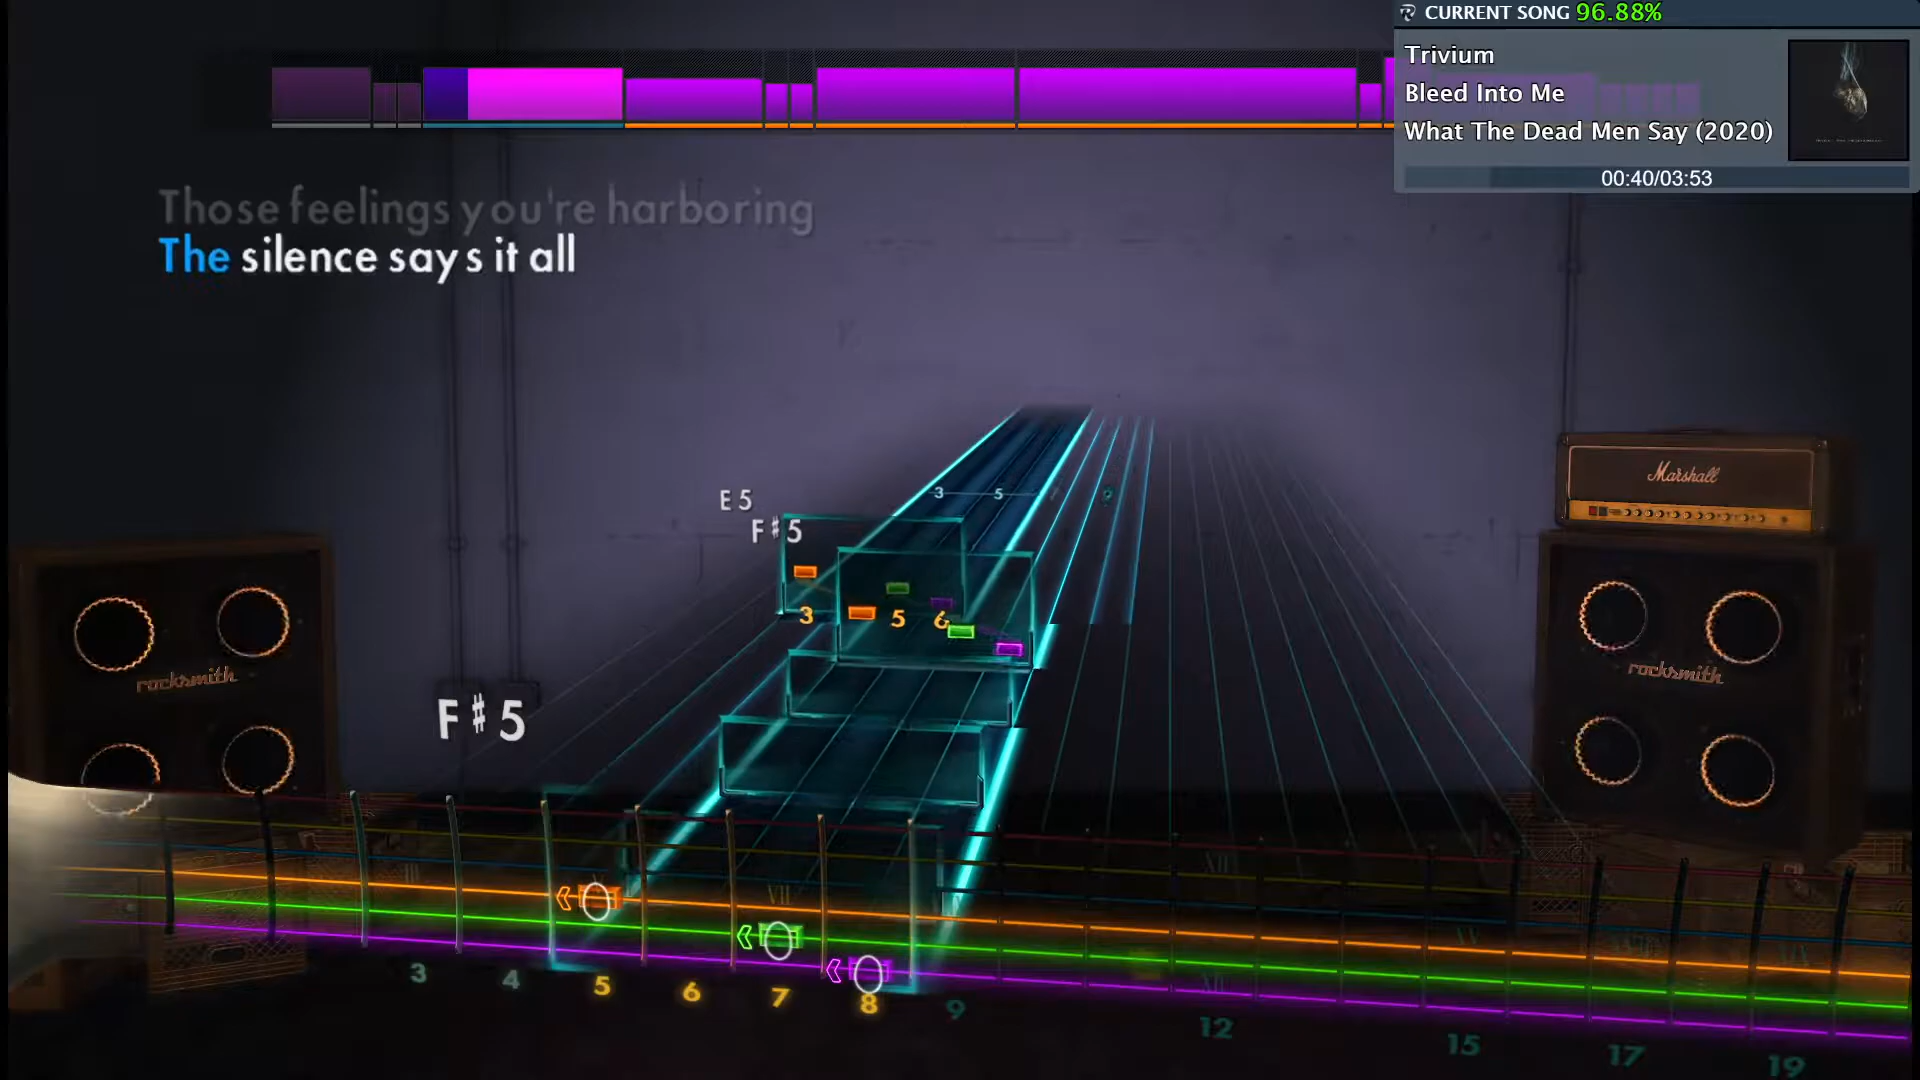 CURRENT SONG 96.88%
Trivium
Bleed Into Me
What The Dead Men Say (2020)
00:40/03:53
Those feelings you're harboring
The silence says it all
Marshall
3 5
E 5
F♯5
3 5 6
rocksmith
rocksmith
F♯5
3 4 5 6 7 8 9 12 15 17 19